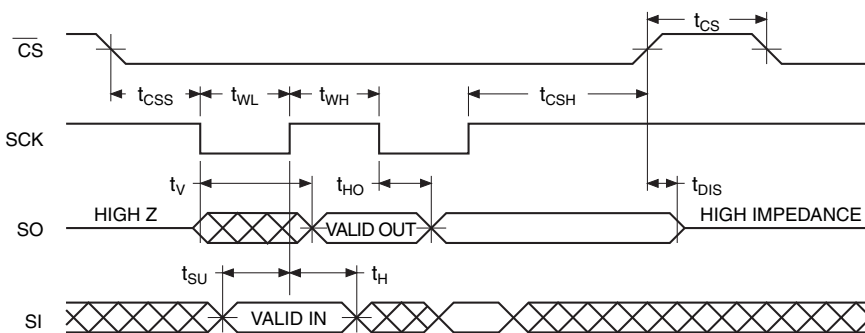 CS
tCS
tCSS
tWL
tWH
tCSH
SCK
tV
tHO
tDIS
HIGH Z
VALID OUT
HIGH IMPEDANCE
SO
tSU
tH
SI
VALID IN